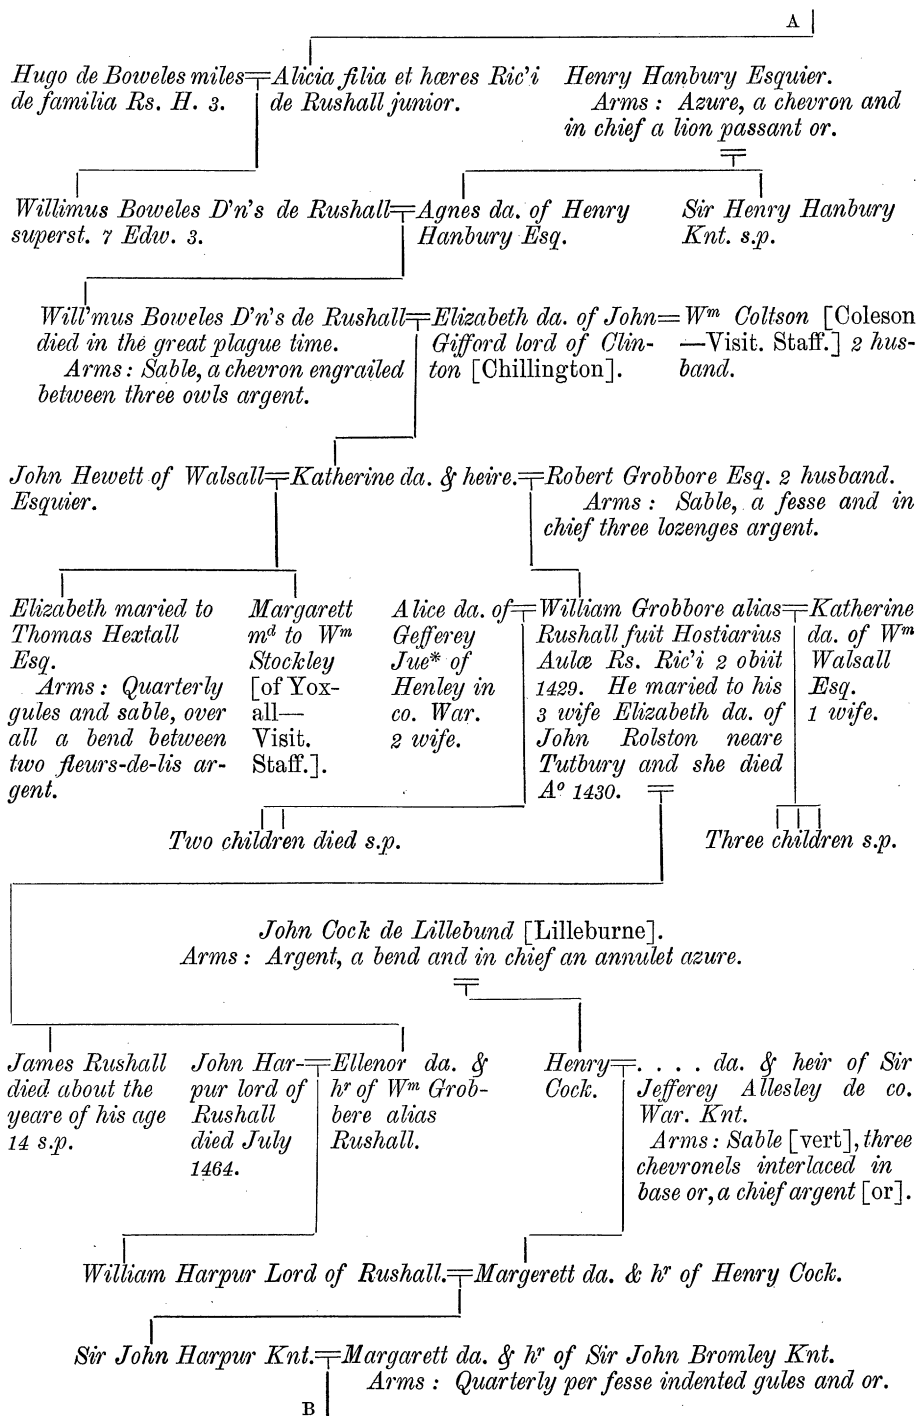 A
Hugo de Boweles miles=Alicia filia et hæres Ric'i
de familia Rs. H. 3.
de Rushall junior.
Henry Hanbury Esquier.
Arms: Azure, a chevron and
in chief a lion passant or.
Willimus Boweles D'n's de Rushall=Agnes da. of Henry
superst. 7 Edw. 3.
Hanbury Esq.
Sir Henry Hanbury
Knt. s.p.
Will'mus Boweles D'n's de Rushall=Elizabeth da. of John=Wm Coltson [Coleson
died in the great plague time.
Arms: Sable, a chevron engrailed
between three owls argent.
Gifford lord of Clin-
ton [Chillington].
—Visit. Staff.] 2 hus-
band.
John Hewett of Walsall=Katherine da. & heire.=Robert Grobbore Esq. 2 husband.
Esquier.
Arms: Sable, a fesse and in
chief three lozenges argent.
Elizabeth maried to
Thomas Hextall
Esq.
Arms: Quarterly
gules and sable, over
all a bend between
two fleurs-de-lis ar-
gent.
Margarett
md to Wm
Stockley
[of Yox-
all—
Visit.
Staff.].
Alice da. of=
Gefferey
Jue* of
Henley in
co. War.
2 wife.
William Grobbore alias=
Rushall fuit Hostiarius
Aulæ Rs. Ric'i 2 obiit
1429. He maried to his
3 wife Elizabeth da. of
John Rolston neare
Tutbury and she died
Ao 1430.
Katherine
da. of Wm
Walsall
Esq.
1 wife.
Two children died s.p.
Three children s.p.
John Cock de Lillebund [Lilleburne].
Arms: Argent, a bend and in chief an annulet azure.
James Rushall
died about the
yeare of his age
14 s.p.
John Har-=
pur lord of
Rushall
died July
1464.
Ellenor da. &
hr of Wm Grob-
bere alias
Rushall.
Henry=
Cock.
. . . . da. & heir of Sir
Jefferey Allesley de co.
War. Knt.
Arms: Sable [vert], three
chevronels interlaced in
base or, a chief argent [or].
William Harpur Lord of Rushall.=Margerett da. & hr of Henry Cock.
Sir John Harpur Knt.=Margarett da. & hr of Sir John Bromley Knt.
Arms: Quarterly per fesse indented gules and or.
B